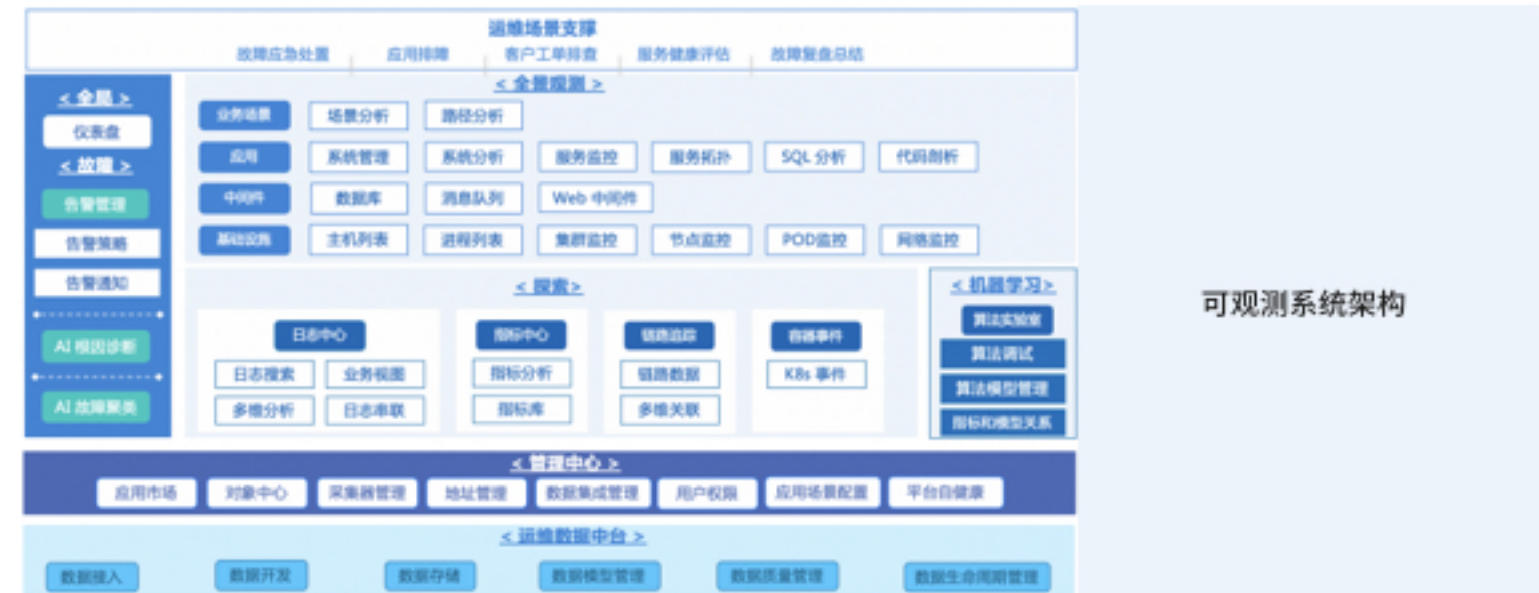 运维场景支撑
故障应急处置 应用排障 客户工单排查 服务健康评估 故障复盘总结
< 全局 >
仪表盘
< 故障 >
告警管理
告警策略
告警通知
AI 根因诊断
AI 故障聚类
< 全景观测 >
业务场景 场景分析 路径分析
应用 系统管理 系统分析 服务监控 服务拓扑 SQL 分析 代码剖析
中间件 数据库 消息队列 Web 中间件
基础设施 主机列表 进程列表 集群监控 节点监控 POD监控 网络监控
< 探索>
日志中心 指标中心 链路追踪 容器事件
日志搜索 业务视图 指标分析 链路数据 K8s 事件
多维分析 日志串联 指标库 多维关联
< 机器学习>
算法实验室
算法调试
算法模型管理
指标和模型关系
可观测系统架构
< 管理中心 >
应用市场 对象中心 采集器管理 地址管理 数据集成管理 用户权限 应用场景配置 平台自健康
< 运维数据中台 >
数据接入 数据开发 数据存储 数据模型管理 数据质量管理 数据生命周期管理